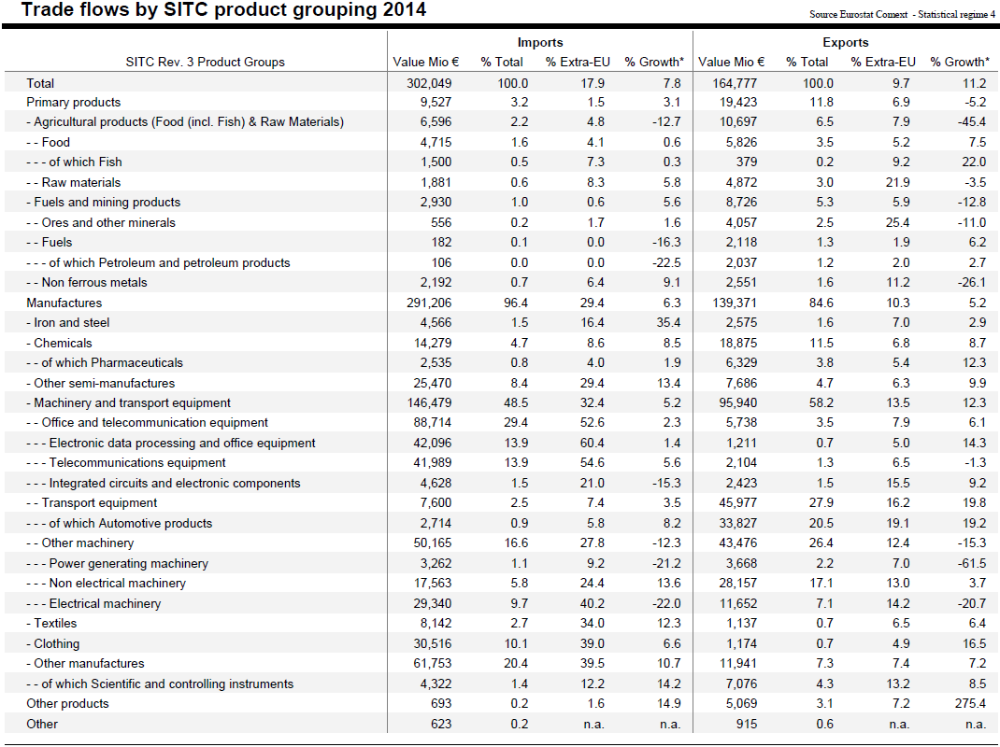 Trade flows by SITC product grouping 2014
Source Eurostat Comext - Statistical regime 4
Imports Exports
SITC Rev. 3 Product Groups Value Mio € % Total % Extra-EU % Growth* Value Mio € % Total % Extra-EU % Growth*
Total 302,049 100.0 17.9 7.8 164,777 100.0 9.7 11.2
Primary products 9,527 3.2 1.5 3.1 19,423 11.8 6.9 -5.2
- Agricultural products (Food (incl. Fish) & Raw Materials) 6,596 2.2 4.8 -12.7 10,697 6.5 7.9 -45.4
- - Food 4,715 1.6 4.1 0.6 5,826 3.5 5.2 7.5
- - - of which Fish 1,500 0.5 7.3 0.3 379 0.2 9.2 22.0
- - Raw materials 1,881 0.6 8.3 5.8 4,872 3.0 21.9 -3.5
- Fuels and mining products 2,930 1.0 0.6 5.6 8,726 5.3 5.9 -12.8
- - Ores and other minerals 556 0.2 1.7 1.6 4,057 2.5 25.4 -11.0
- - Fuels 182 0.1 0.0 -16.3 2,118 1.3 1.9 6.2
- - - of which Petroleum and petroleum products 106 0.0 0.0 -22.5 2,037 1.2 2.0 2.7
- - Non ferrous metals 2,192 0.7 6.4 9.1 2,551 1.6 11.2 -26.1
Manufactures 291,206 96.4 29.4 6.3 139,371 84.6 10.3 5.2
- Iron and steel 4,566 1.5 16.4 35.4 2,575 1.6 7.0 2.9
- Chemicals 14,279 4.7 8.6 8.5 18,875 11.5 6.8 8.7
- - of which Pharmaceuticals 2,535 0.8 4.0 1.9 6,329 3.8 5.4 12.3
- Other semi-manufactures 25,470 8.4 29.4 13.4 7,686 4.7 6.3 9.9
- Machinery and transport equipment 146,479 48.5 32.4 5.2 95,940 58.2 13.5 12.3
- - Office and telecommunication equipment 88,714 29.4 52.6 2.3 5,738 3.5 7.9 6.1
- - - Electronic data processing and office equipment 42,096 13.9 60.4 1.4 1,211 0.7 5.0 14.3
- - - Telecommunications equipment 41,989 13.9 54.6 5.6 2,104 1.3 6.5 -1.3
- - - Integrated circuits and electronic components 4,628 1.5 21.0 -15.3 2,423 1.5 15.5 9.2
- - Transport equipment 7,600 2.5 7.4 3.5 45,977 27.9 16.2 19.8
- - - of which Automotive products 2,714 0.9 5.8 8.2 33,827 20.5 19.1 19.2
- - Other machinery 50,165 16.6 27.8 -12.3 43,476 26.4 12.4 -15.3
- - - Power generating machinery 3,262 1.1 9.2 -21.2 3,668 2.2 7.0 -61.5
- - - Non electrical machinery 17,563 5.8 24.4 13.6 28,157 17.1 13.0 3.7
- - - Electrical machinery 29,340 9.7 40.2 -22.0 11,652 7.1 14.2 -20.7
- Textiles 8,142 2.7 34.0 12.3 1,137 0.7 6.5 6.4
- Clothing 30,516 10.1 39.0 6.6 1,174 0.7 4.9 16.5
- Other manufactures 61,753 20.4 39.5 10.7 11,941 7.3 7.4 7.2
- - of which Scientific and controlling instruments 4,322 1.4 12.2 14.2 7,076 4.3 13.2 8.5
Other products 693 0.2 1.6 14.9 5,069 3.1 7.2 275.4
Other 623 0.2 n.a. n.a. 915 0.6 n.a. n.a.